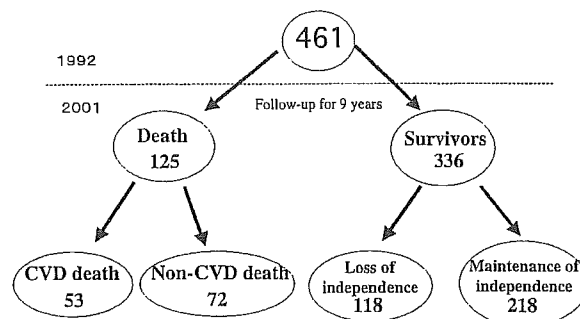 461
1992
2001
Follow-up for 9 years
Death
125
Survivors
336
CVD death
53
Non-CVD death
72
Loss of
independence
118
Maintenance of
independence
218